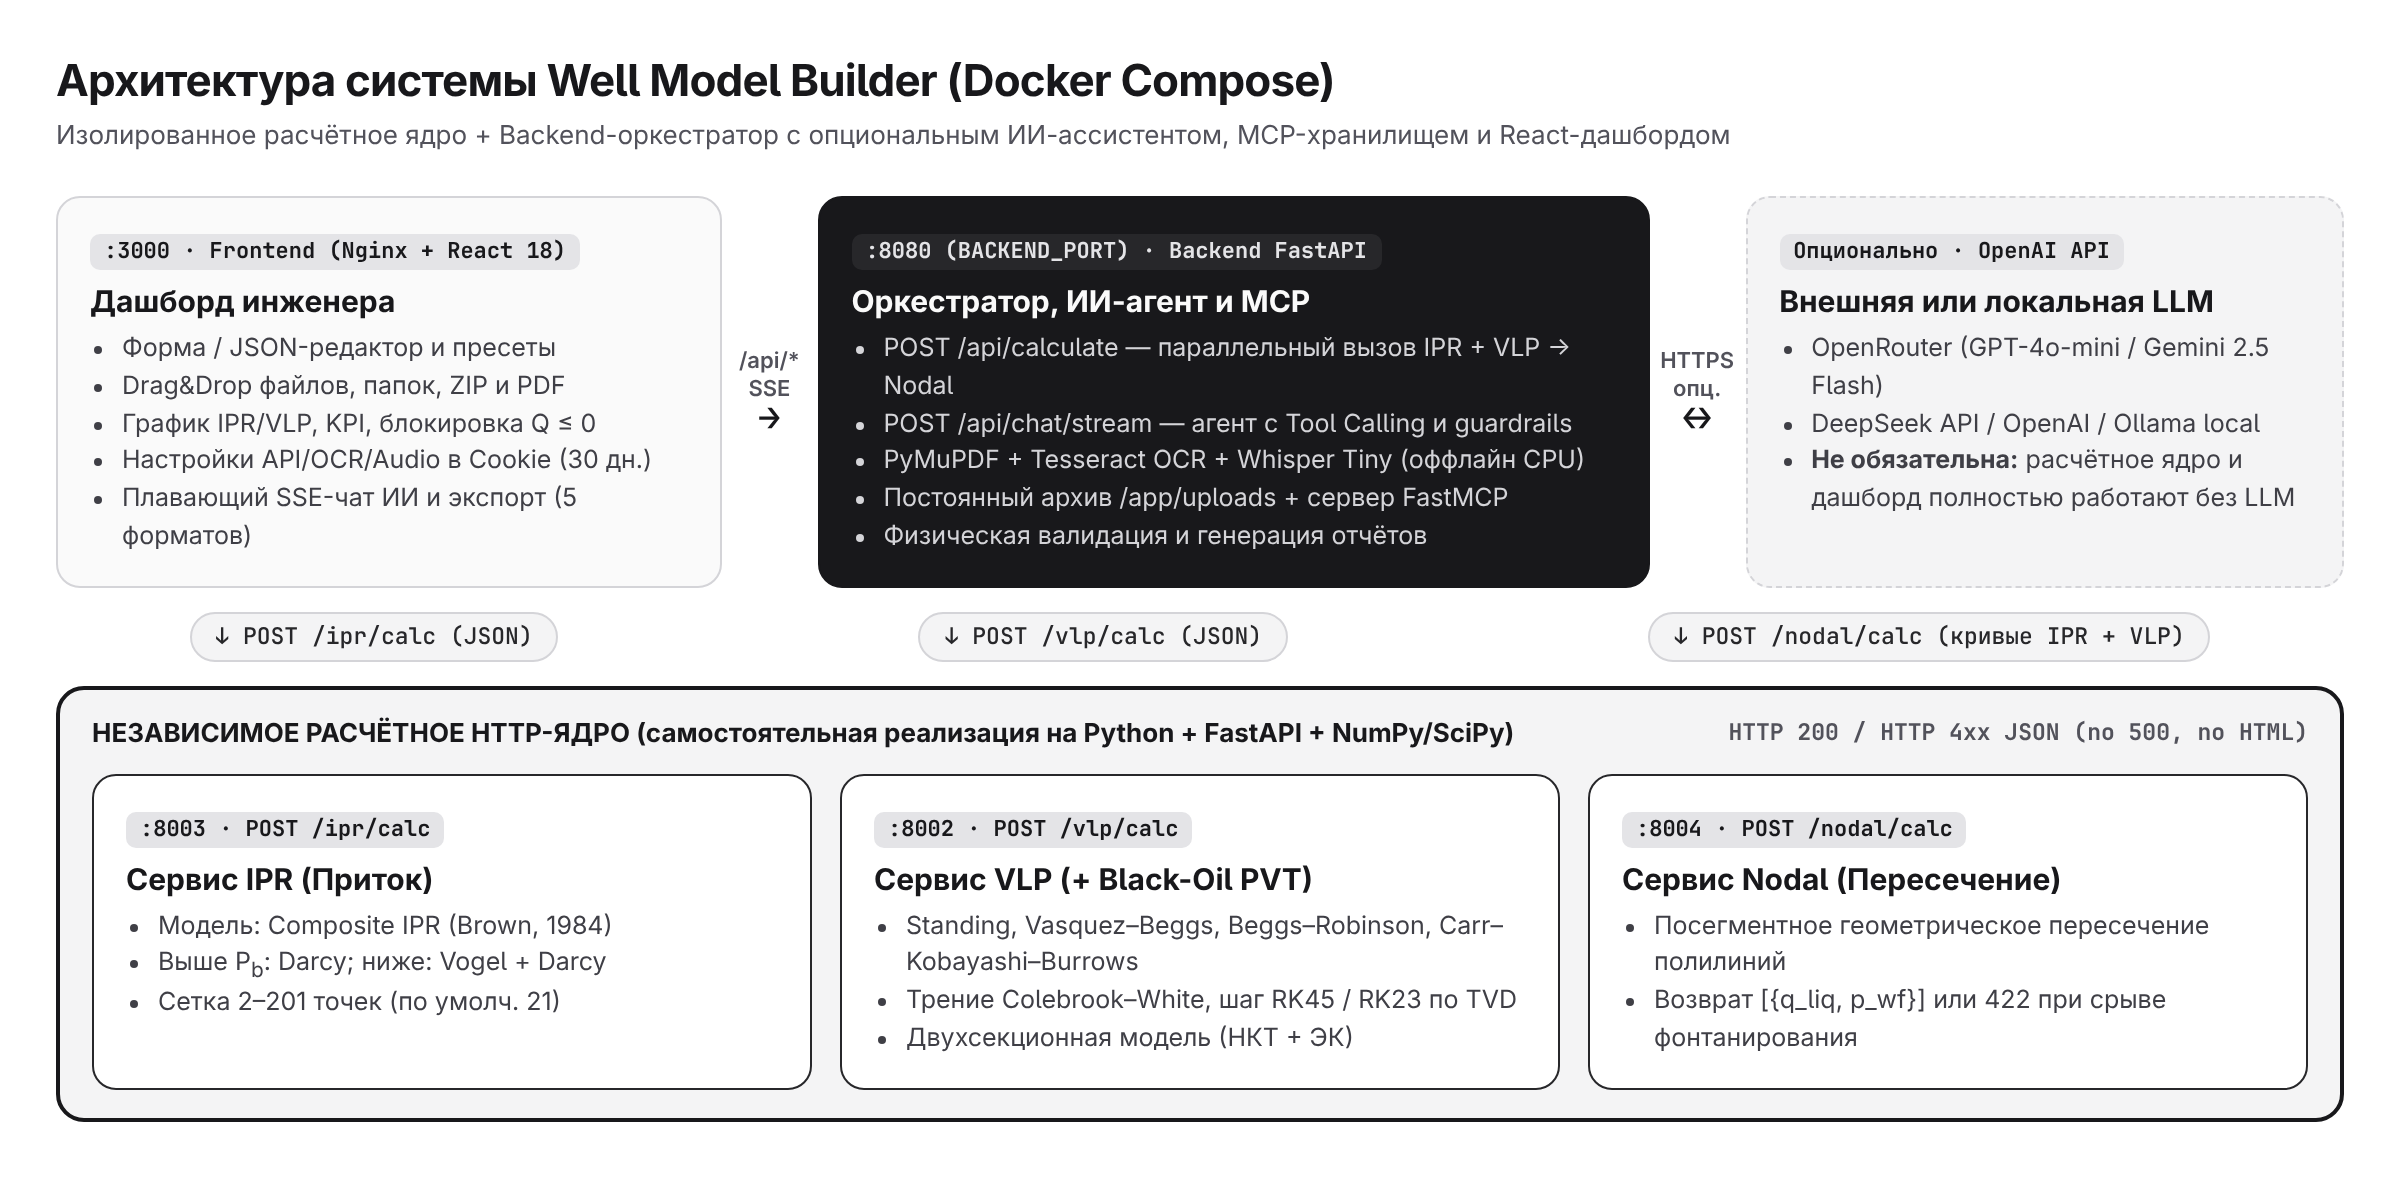 Архитектура системы Well Model Builder (Docker Compose)
Изолированное расчётное ядро + Backend-оркестратор с опциональным ИИ-ассистентом, MCP-хранилищем и React-дашбордом
:3000 · Frontend (Nginx + React 18)
Дашборд инженера
• Форма / JSON-редактор и пресеты
• Drag&Drop файлов, папок, ZIP и PDF
• График IPR/VLP, KPI, блокировка Q ≤ 0
• Настройки API/OCR/Audio в Cookie (30 дн.)
• Плавающий SSE-чат ИИ и экспорт (5
форматов)
/api/*
SSE
→
:8080 (BACKEND_PORT) · Backend FastAPI
Оркестратор, ИИ-агент и MCP
• POST /api/calculate — параллельный вызов IPR + VLP →
Nodal
• POST /api/chat/stream — агент с Tool Calling и guardrails
• PyMuPDF + Tesseract OCR + Whisper Tiny (оффлайн CPU)
• Постоянный архив /app/uploads + сервер FastMCP
• Физическая валидация и генерация отчётов
HTTPS
опц.
↔
Опционально · OpenAI API
Внешняя или локальная LLM
• OpenRouter (GPT-4o-mini / Gemini 2.5
Flash)
• DeepSeek API / OpenAI / Ollama local
• Не обязательна: расчётное ядро и
дашборд полностью работают без LLM
↓ POST /ipr/calc (JSON)
↓ POST /vlp/calc (JSON)
↓ POST /nodal/calc (кривые IPR + VLP)
НЕЗАВИСИМОЕ РАСЧЁТНОЕ HTTP-ЯДРО (самостоятельная реализация на Python + FastAPI + NumPy/SciPy)
HTTP 200 / HTTP 4xx JSON (no 500, no HTML)
:8003 · POST /ipr/calc
Сервис IPR (Приток)
• Модель: Composite IPR (Brown, 1984)
• Выше Pb: Darcy; ниже: Vogel + Darcy
• Сетка 2–201 точек (по умолч. 21)
:8002 · POST /vlp/calc
Сервис VLP (+ Black-Oil PVT)
• Standing, Vasquez–Beggs, Beggs–Robinson, Carr–
Kobayashi–Burrows
• Трение Colebrook–White, шаг RK45 / RK23 по TVD
• Двухсекционная модель (НКТ + ЭК)
:8004 · POST /nodal/calc
Сервис Nodal (Пересечение)
• Посегментное геометрическое пересечение
полилиний
• Возврат [{q_liq, p_wf}] или 422 при срыве
фонтанирования